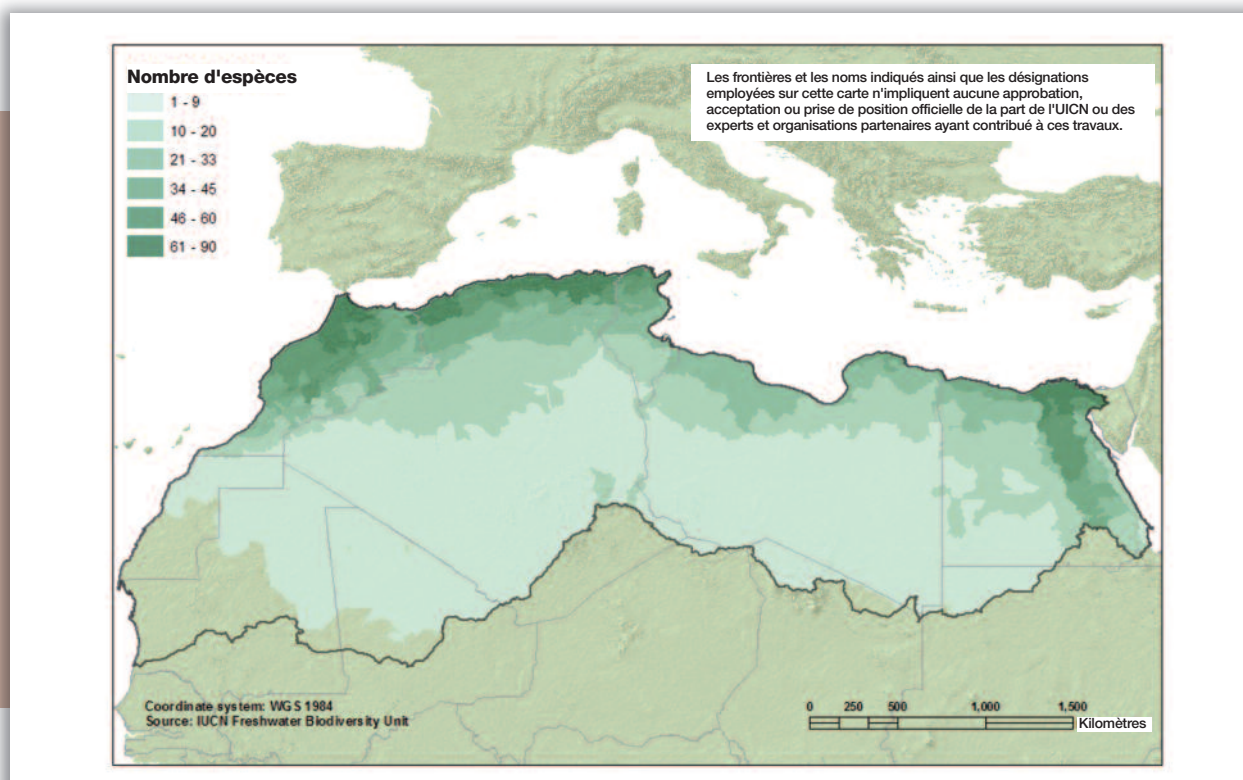 Nombre d'espèces
1 - 9
10 - 20
21 - 33
34 - 45
46 - 60
61 - 90
Les frontières et les noms indiqués ainsi que les désignations
employées sur cette carte n'impliquent aucune approbation,
acceptation ou prise de position officielle de la part de l'UICN ou des
experts et organisations partenaires ayant contribué à ces travaux.
Coordinate system: WGS 1984
Source: IUCN Freshwater Biodiversity Unit
0 250 500 1,000 1,500
Kilomètres